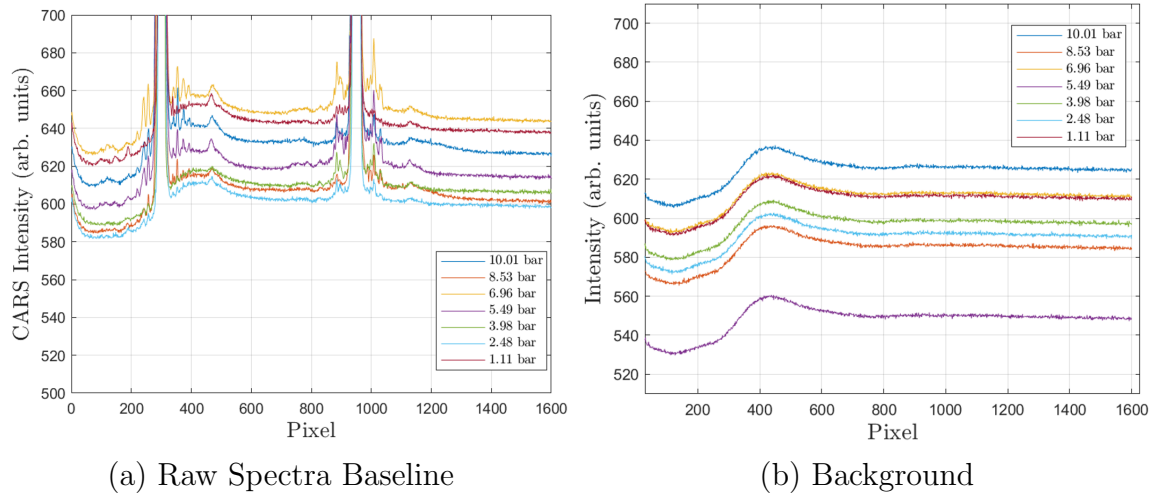 700
680
660
640
620
600
580
560
540
520
500
CARS Intensity (arb. units)
10.01 bar
8.53 bar
6.96 bar
5.49 bar
3.98 bar
2.48 bar
1.11 bar
0
200
400
600
800
1000
1200
1400
1600
Pixel
(a) Raw Spectra Baseline
700
680
660
640
620
600
580
560
540
520
Intensity (arb. units)
10.01 bar
8.53 bar
6.96 bar
5.49 bar
3.98 bar
2.48 bar
1.11 bar
200
400
600
800
1000
1200
1400
1600
Pixel
(b) Background